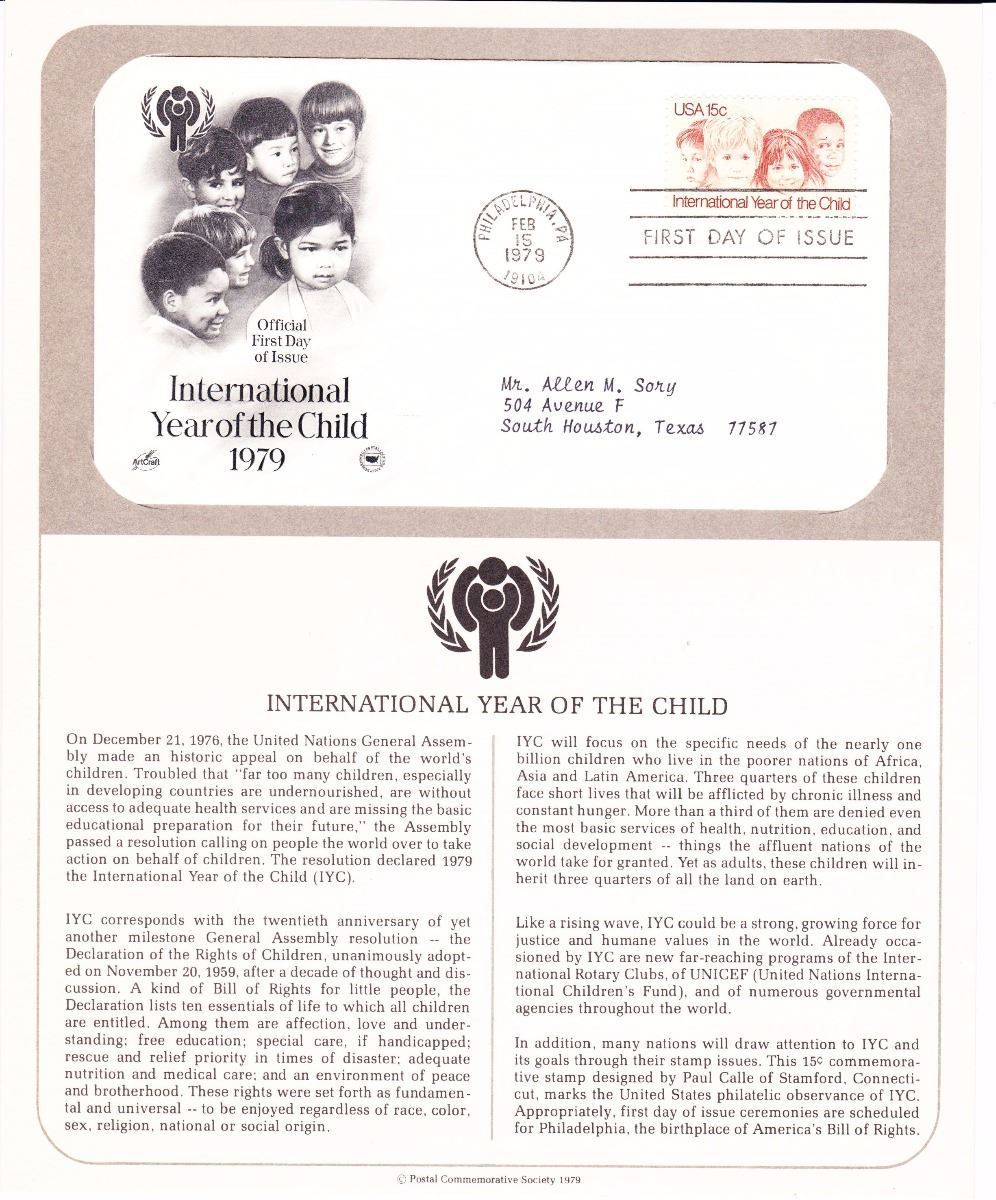 USA 15c
International Year of the Child
FIRST DAY OF ISSUE
PHILADELPHIA, PA
FEB
15
1979
19104
Official
First Day
of Issue
International
Year of the Child
1979
ArtCraft
Mr. Allen M. Sory
504 Avenue F
South Houston, Texas 77587
INTERNATIONAL YEAR OF THE CHILD
On December 21, 1976, the United Nations General Assem-
bly made an historic appeal on behalf of the world's
children. Troubled that "far too many children, especially
in developing countries are undernourished, are without
access to adequate health services and are missing the basic
educational preparation for their future," the Assembly
passed a resolution calling on people the world over to take
action on behalf of children. The resolution declared 1979
the International Year of the Child (IYC).
IYC corresponds with the twentieth anniversary of yet
another milestone General Assembly resolution -- the
Declaration of the Rights of Children, unanimously adopt-
ed on November 20, 1959, after a decade of thought and dis-
cussion. A kind of Bill of Rights for little people, the
Declaration lists ten essentials of life to which all children
are entitled. Among them are affection, love and under-
standing; free education; special care, if handicapped;
rescue and relief priority in times of disaster; adequate
nutrition and medical care; and an environment of peace
and brotherhood. These rights were set forth as fundamen-
tal and universal -- to be enjoyed regardless of race, color,
sex, religion, national or social origin.
IYC will focus on the specific needs of the nearly one
billion children who live in the poorer nations of Africa,
Asia and Latin America. Three quarters of these children
face short lives that will be afflicted by chronic illness and
constant hunger. More than a third of them are denied even
the most basic services of health, nutrition, education, and
social development -- things the affluent nations of the
world take for granted. Yet as adults, these children will in-
herit three quarters of all the land on earth.
Like a rising wave, IYC could be a strong, growing force for
justice and humane values in the world. Already occa-
sioned by IYC are new far-reaching programs of the Inter-
national Rotary Clubs, of UNICEF (United Nations Interna-
tional Children's Fund), and of numerous governmental
agencies throughout the world.
In addition, many nations will draw attention to IYC and
its goals through their stamp issues. This 15¢ commemora-
tive stamp designed by Paul Calle of Stamford, Connecti-
cut, marks the United States philatelic observance of IYC.
Appropriately, first day of issue ceremonies are scheduled
for Philadelphia, the birthplace of America's Bill of Rights.
© Postal Commemorative Society 1979